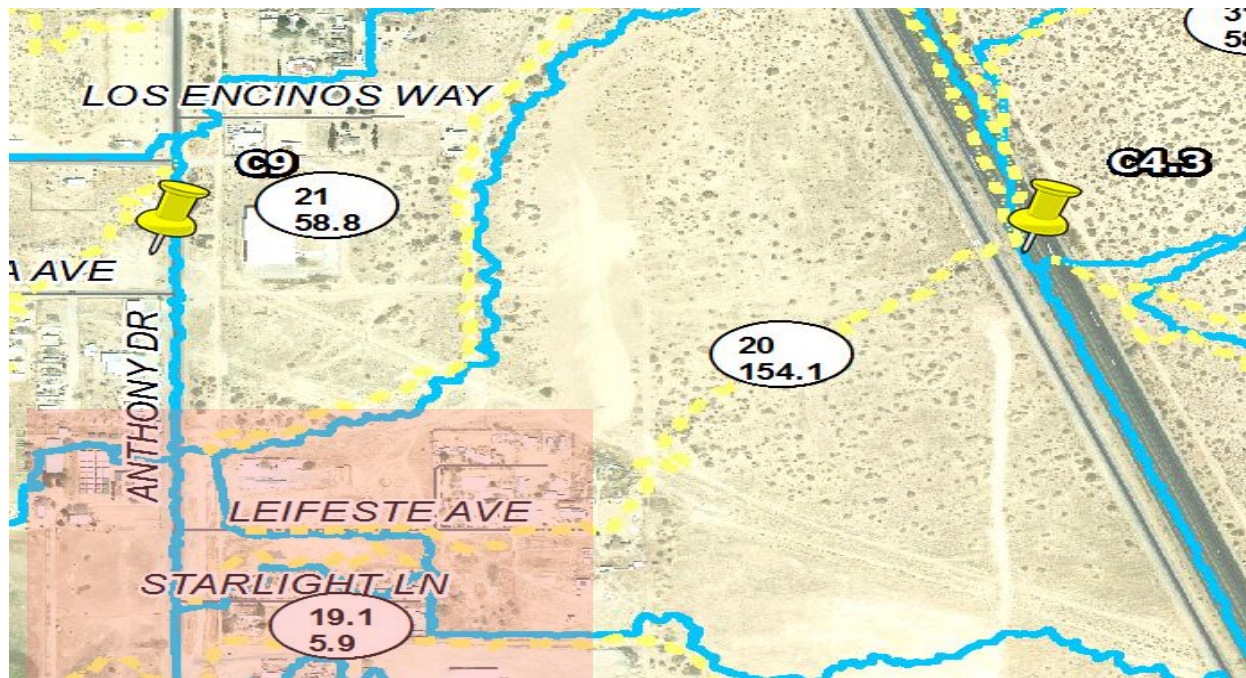 LOS ENCINOS WAY
C9
C4.3
21
58.8
A AVE
20
154.1
ANTHONY DR
LEIFESTE AVE
STARLIGHT LN
19.1
5.9